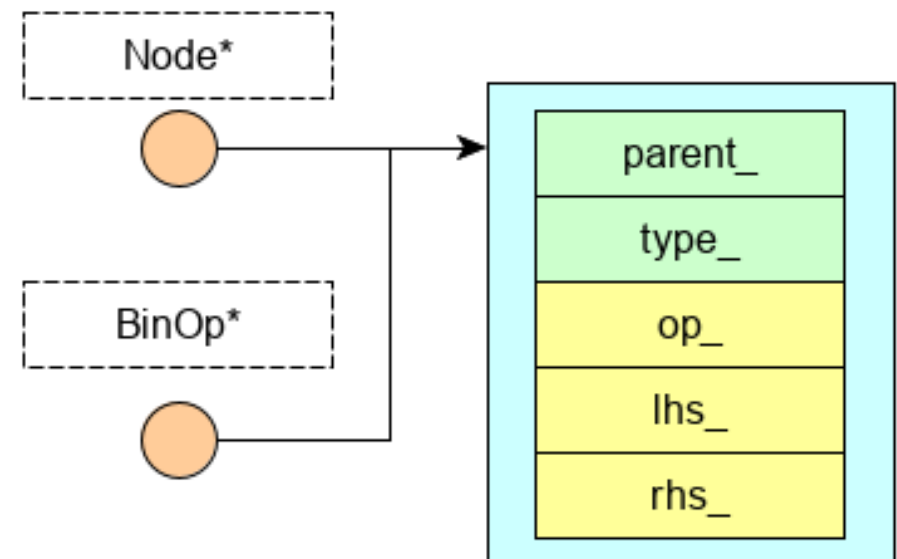 Node*
parent_
type_
BinOp*
op_
lhs_
rhs_